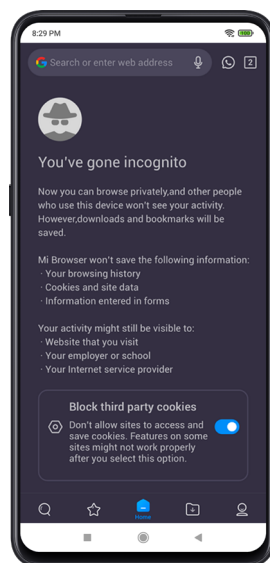 8:29 PM
Search or enter web address
2
You've gone incognito
Now you can browse privately,and other people
who use this device won't see your activity.
However,downloads and bookmarks will be
saved.
Mi Browser won't save the following information:
· Your browsing history
· Cookies and site data
· Information entered in forms
Your activity might still be visible to:
· Website that you visit
· Your employer or school
· Your Internet service provider
Block third party cookies
Don't allow sites to access and
save cookies. Features on some
sites might not work properly
after you select this option.
Home